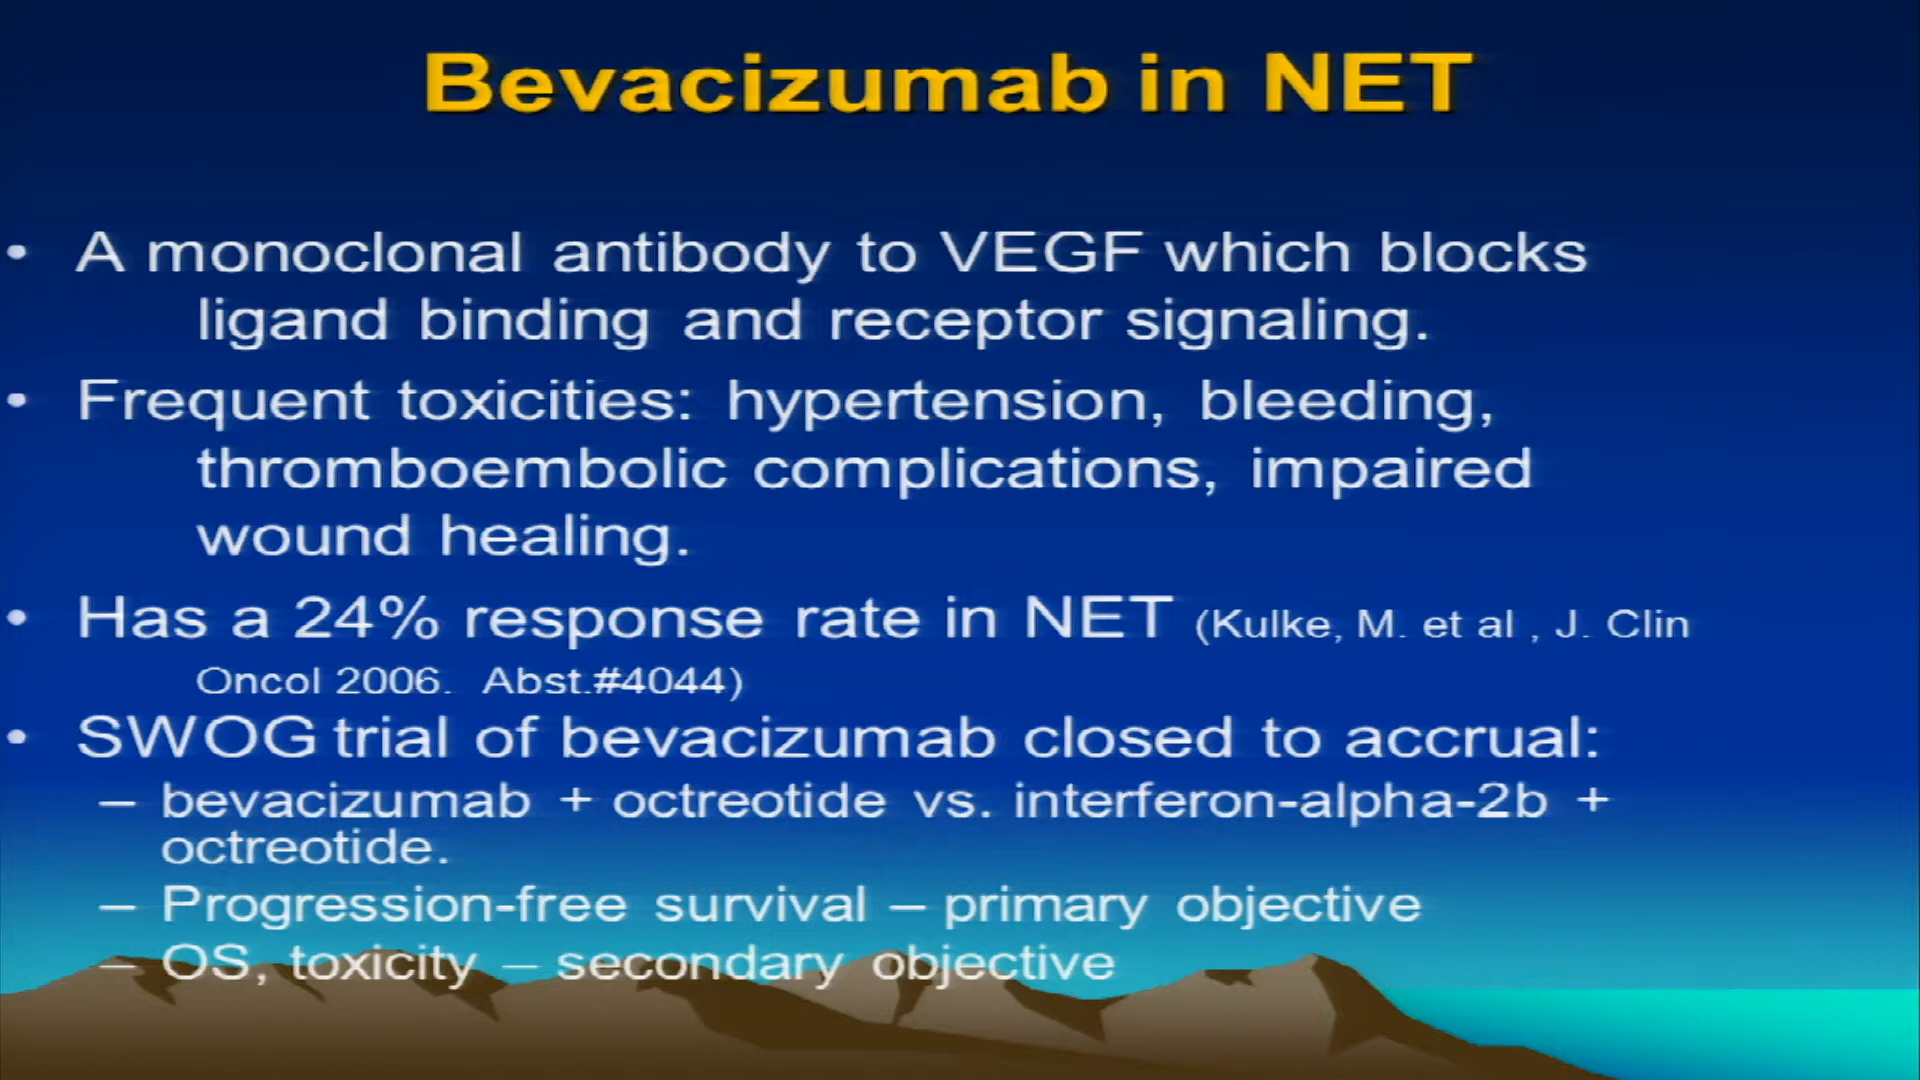 Bevacizumab in NET
• A monoclonal antibody to VEGF which blocks
ligand binding and receptor signaling.
• Frequent toxicities: hypertension, bleeding,
thromboembolic complications, impaired
wound healing.
• Has a 24% response rate in NET (Kulke, M. et al , J. Clin
Oncol 2006. Abst.#4044)
• SWOG trial of bevacizumab closed to accrual:
– bevacizumab + octreotide vs. interferon-alpha-2b +
octreotide.
– Progression-free survival – primary objective
– OS, toxicity – secondary objective